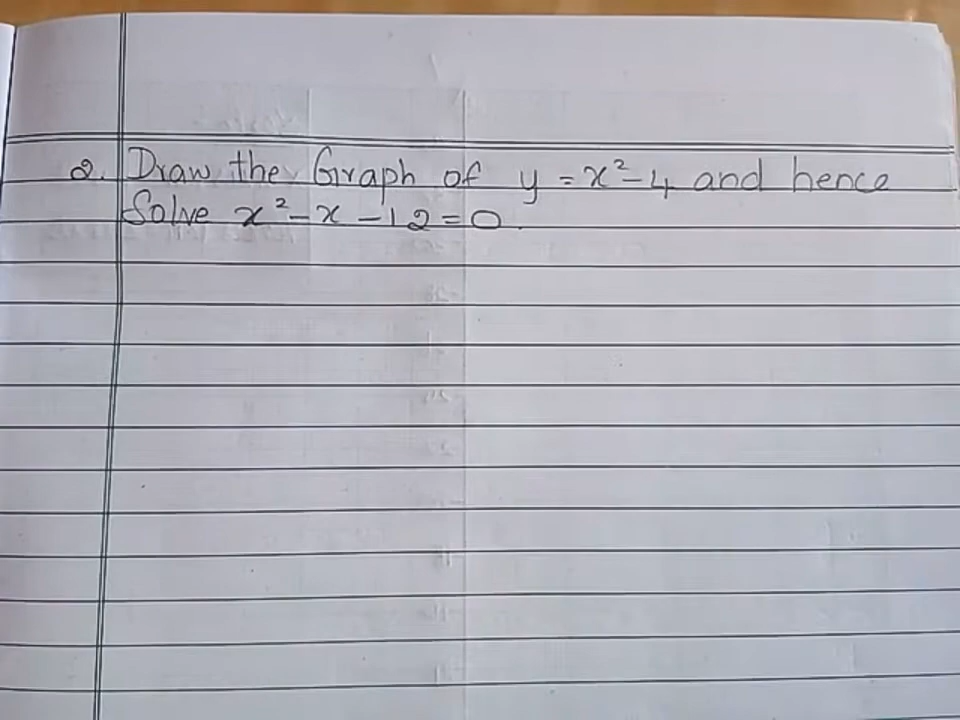 2. Draw the Graph of y = x² - 4 and hence
Solve x² - x - 12 = 0.